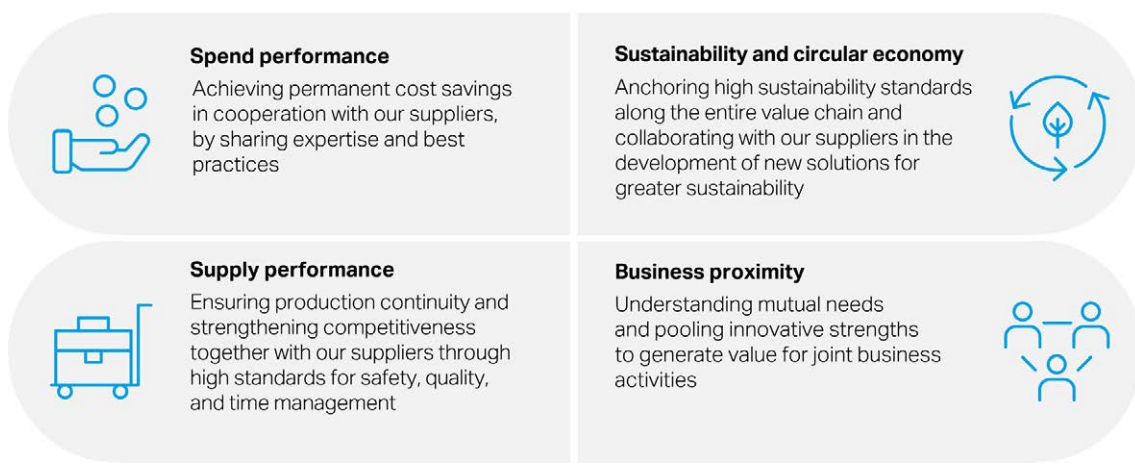 Spend performance
Achieving permanent cost savings
in cooperation with our suppliers,
by sharing expertise and best
practices
Sustainability and circular economy
Anchoring high sustainability standards
along the entire value chain and
collaborating with our suppliers in the
development of new solutions for
greater sustainability
Supply performance
Ensuring production continuity and
strengthening competitiveness
together with our suppliers through
high standards for safety, quality,
and time management
Business proximity
Understanding mutual needs
and pooling innovative strengths
to generate value for joint business
activities